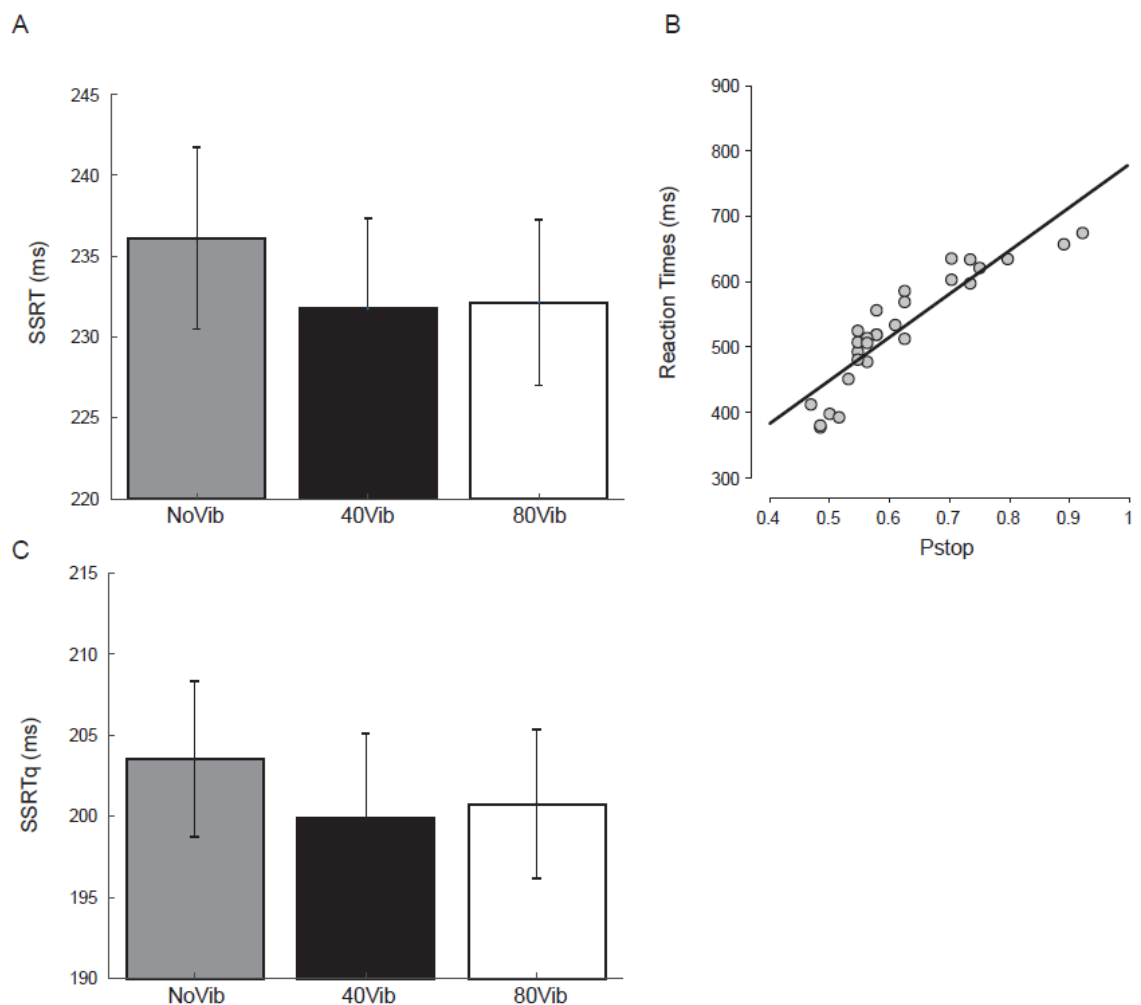 A
SSRT (ms)
245
240
235
230
225
220
NoVib 40Vib 80Vib
B
Reaction Times (ms)
900
800
700
600
500
400
300
0.4 0.5 0.6 0.7 0.8 0.9 1
Pstop
C
SSRTq (ms)
215
210
205
200
195
190
NoVib 40Vib 80Vib